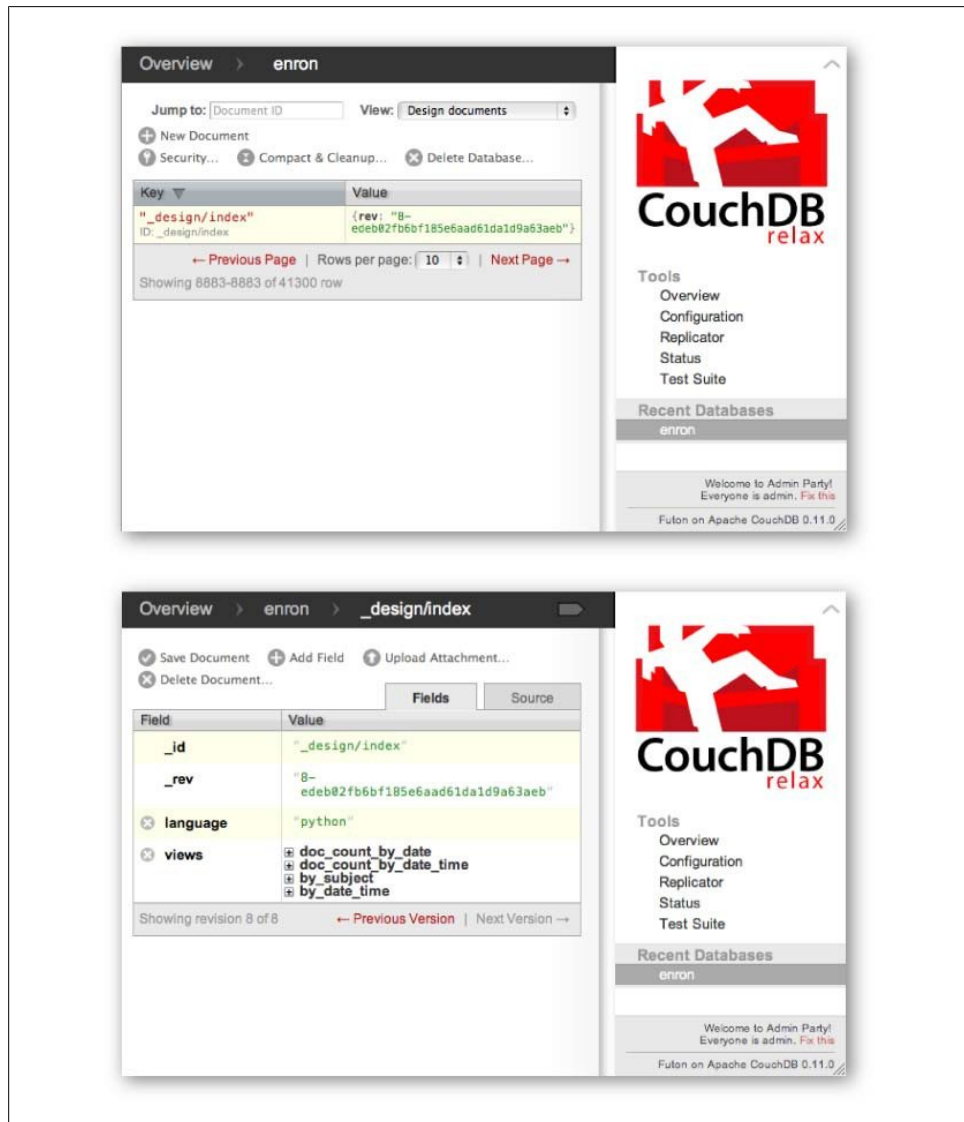 Overview > enron
Jump to: Document ID View: Design documents
New Document
Security... Compact & Cleanup... Delete Database...
Key Value
"_design/index" {rev: "8-
ID: _design/index edeb02fb6bf185e6aad61da1d9a63aeb"}
← Previous Page | Rows per page: 10 | Next Page →
Showing 8883-8883 of 41300 row
CouchDB
relax
Tools
Overview
Configuration
Replicator
Status
Test Suite
Recent Databases
enron
Welcome to Admin Party!
Everyone is admin. Fix this
Futon on Apache CouchDB 0.11.0
Overview > enron > _design/index
Save Document Add Field Upload Attachment...
Delete Document...
Fields Source
Field Value
_id "_design/index"
_rev "8-
edeb02fb6bf185e6aad61da1d9a63aeb"
language "python"
views doc_count_by_date
doc_count_by_date_time
by_subject
by_date_time
Showing revision 8 of 8 ← Previous Version | Next Version →
CouchDB
relax
Tools
Overview
Configuration
Replicator
Status
Test Suite
Recent Databases
enron
Welcome to Admin Party!
Everyone is admin. Fix this
Futon on Apache CouchDB 0.11.0